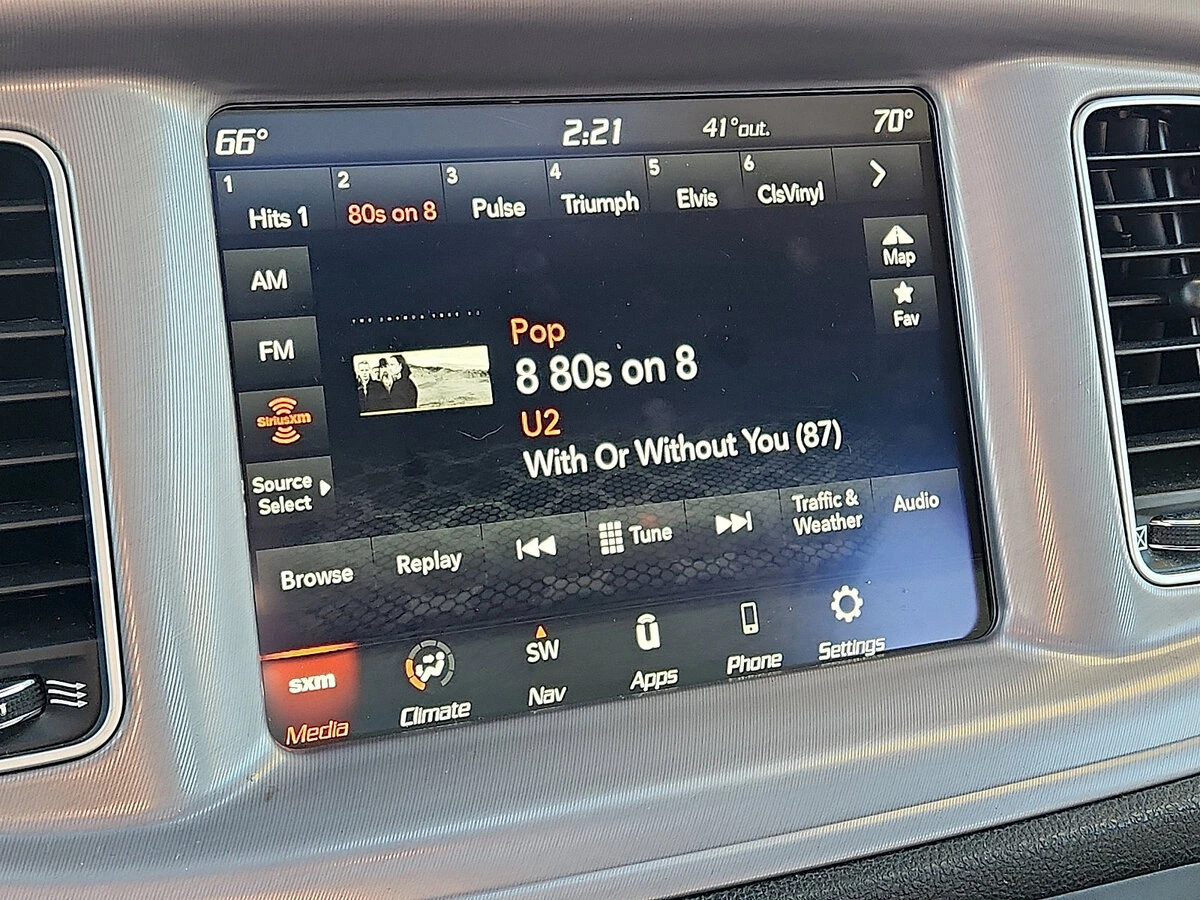 66° 2:21 41°out. 70°
1 2 3 4 5 6
Hits 1 80s on 8 Pulse Triumph Elvis ClsVinyl
AM
Map
FM
Fav
siriusxm
Pop
8 80s on 8
U2
With Or Without You (87)
Source
Select
Browse Replay Tune Traffic &
Weather Audio
sxm
Media
Climate
SW
Nav
u
Apps
Phone
Settings